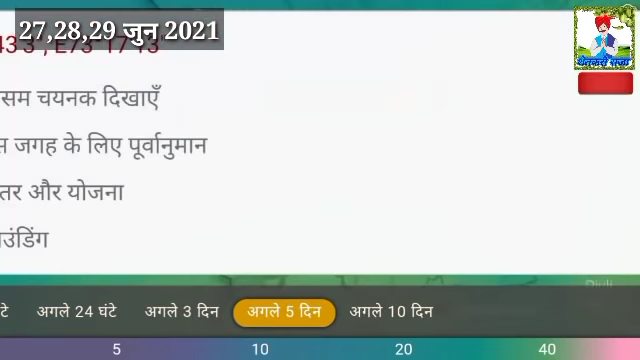 27,28,29 जुन 2021
शेतकरी राजा
सम चयनक दिखाएँ
जगह के लिए पूर्वानुमान
और योजना
अगले 24 घंटे अगले 3 दिन अगले 5 दिन अगले 10 दिन
5 10 20 40